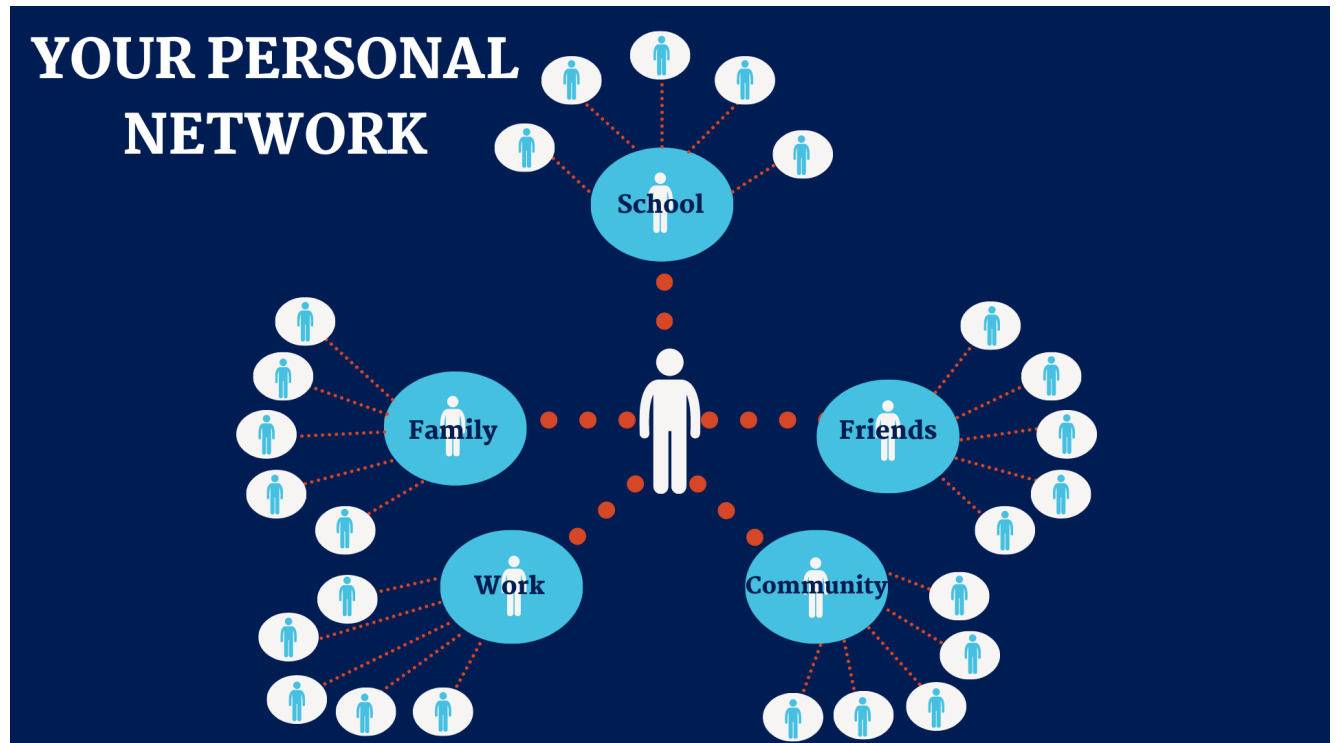 YOUR PERSONAL
NETWORK
School
Family
Friends
Work
Community